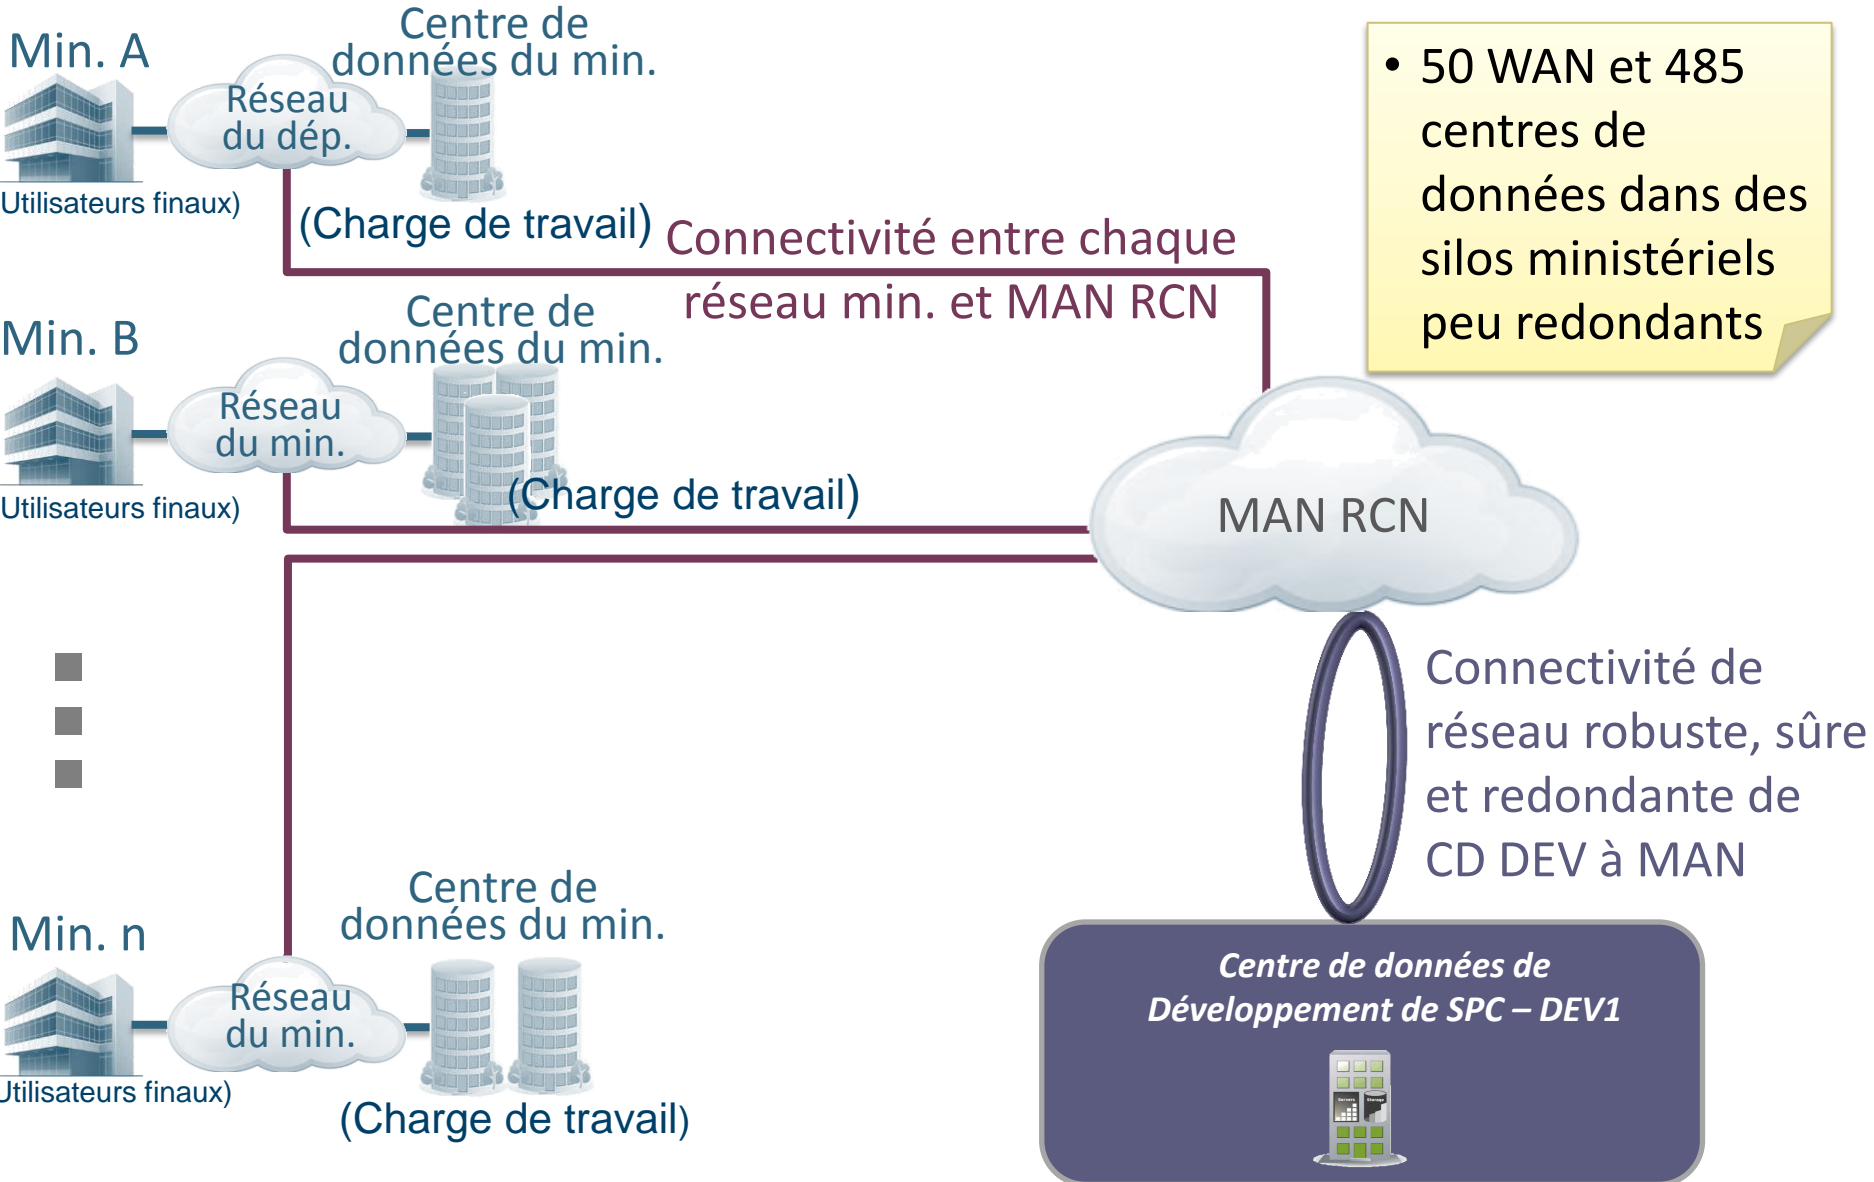 Min. A
Centre de
données du min.
Réseau
du dép.
Utilisateurs finaux)
(Charge de travail)
Connectivité entre chaque
réseau min. et MAN RCN
• 50 WAN et 485
centres de
données dans des
silos ministériels
peu redondants
Min. B
Centre de
données du min.
Réseau
du min.
Utilisateurs finaux)
(Charge de travail)
MAN RCN
Connectivité de
réseau robuste, sûre
et redondante de
CD DEV à MAN
Min. n
Centre de
données du min.
Réseau
du min.
Utilisateurs finaux)
(Charge de travail)
Centre de données de
Développement de SPC – DEV1
Servers
Storage